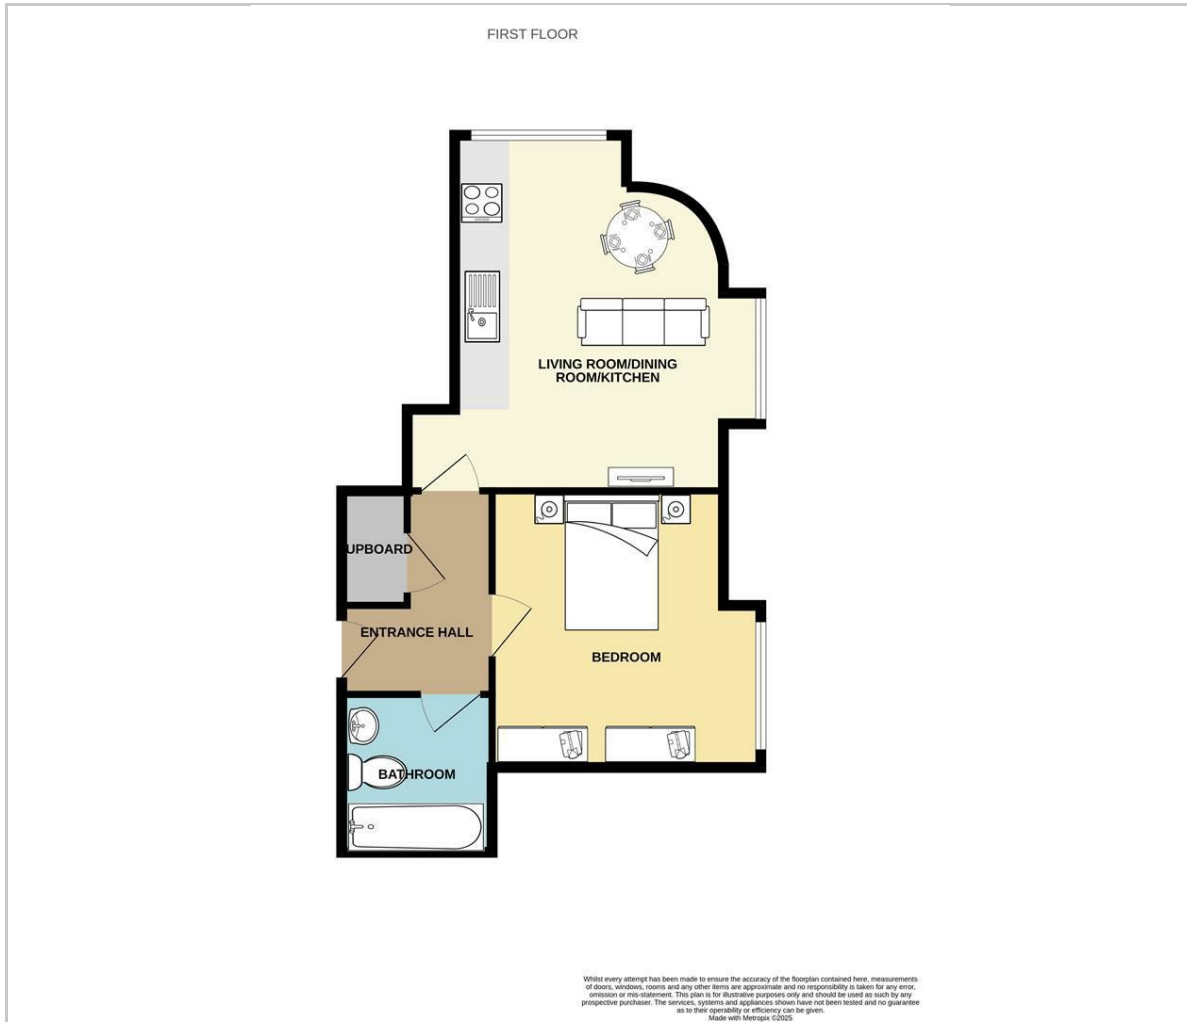 FIRST FLOOR
LIVING ROOM/DINING
ROOM/KITCHEN
UPBOARD
ENTRANCE HALL
BEDROOM
BATHROOM
Whilst every attempt has been made to ensure the accuracy of the floorplan contained here, measurements
of doors, windows, rooms and any other items are approximate and no responsibility is taken for any error,
omission or mis-statement. This plan is for illustrative purposes only and should be used as such by any
prospective purchaser. The services, systems and appliances shown have not been tested and no guarantee
as to their operability or efficiency can be given.
Made with Metropix ©2025